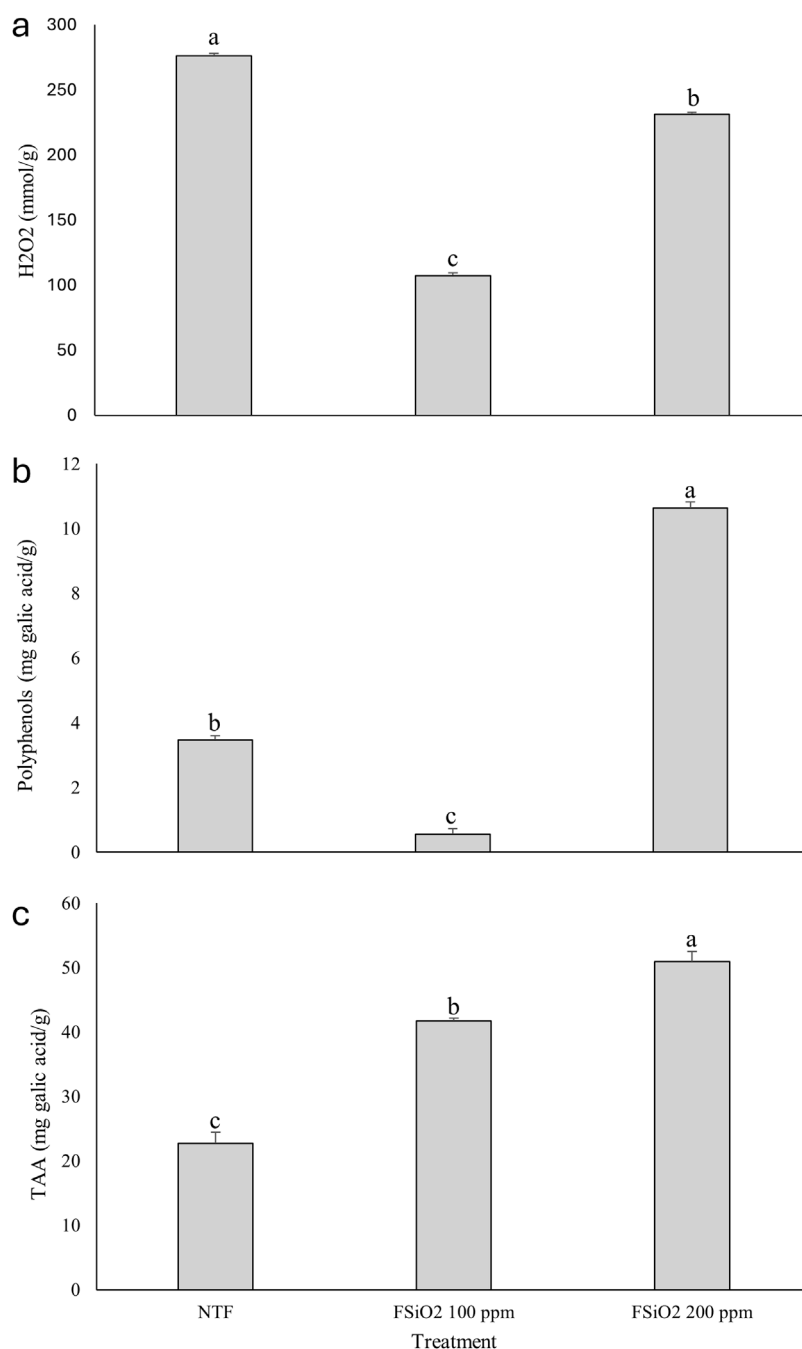 a
300
250
200
150
100
50
0
H2O2 (mmol/g)
a
c
b
b
12
10
8
6
4
2
0
Polyphenols (mg galic acid/g)
b
c
a
c
60
50
40
30
20
10
0
TAA (mg galic acid/g)
c
b
a
NTF FSiO2 100 ppm FSiO2 200 ppm
Treatment